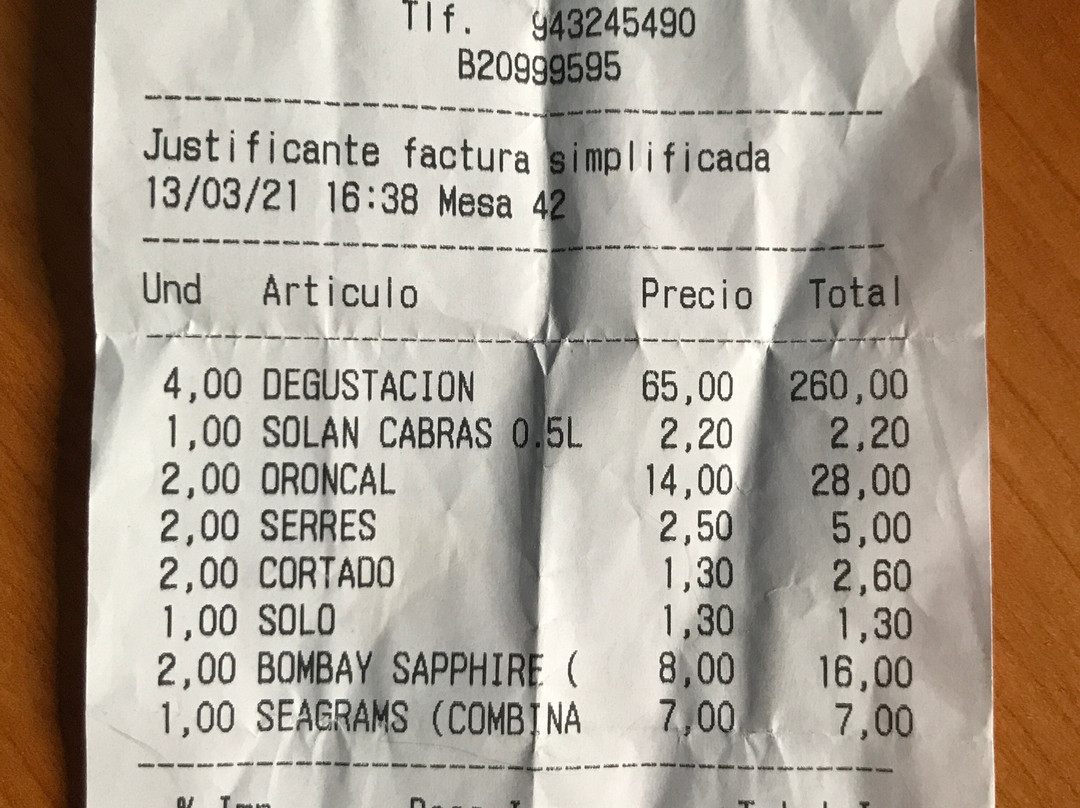 Tlf. 943245490
B20999595
Justificante factura simplificada
13/03/21 16:38 Mesa 42
Und Articulo Precio Total
4,00 DEGUSTACION 65,00 260,00
1,00 SOLAN CABRAS 0.5L 2,20 2,20
2,00 ORONCAL 14,00 28,00
2,00 SERRES 2,50 5,00
2,00 CORTADO 1,30 2,60
1,00 SOLO 1,30 1,30
2,00 BOMBAY SAPPHIRE ( 8,00 16,00
1,00 SEAGRAMS (COMBINA 7,00 7,00